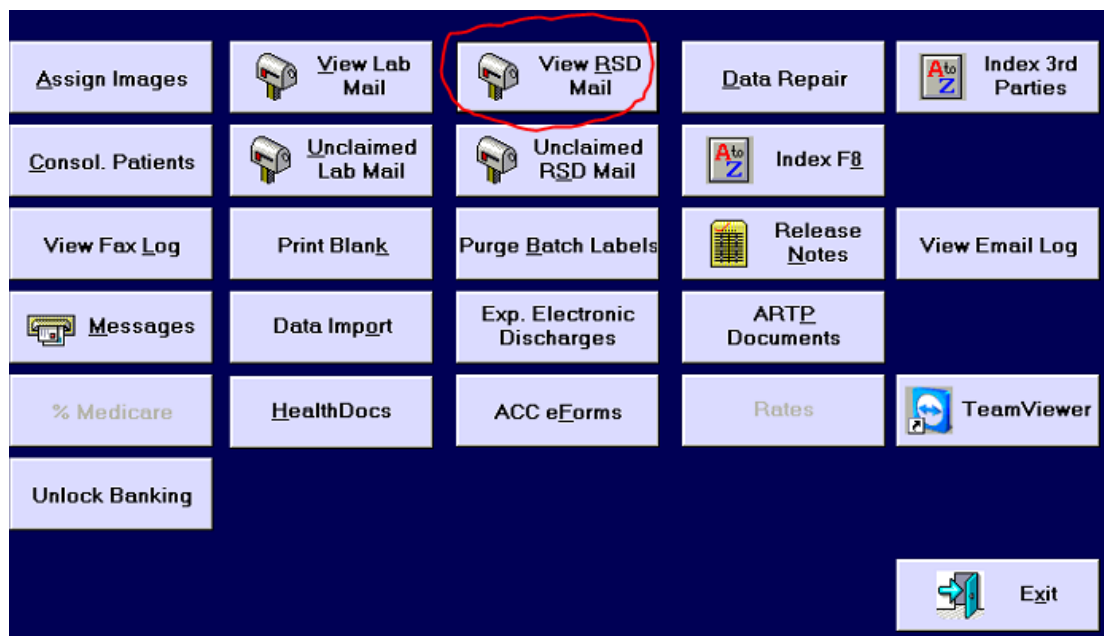 Assign Images
View Lab
Mail
View RSD
Mail
Data Repair
A to Z
Index 3rd
Parties
Consol. Patients
Unclaimed
Lab Mail
Unclaimed
RSD Mail
A to Z
Index F8
View Fax Log
Print Blank
Purge Batch Labels
Release
Notes
View Email Log
Messages
Data Import
Exp. Electronic
Discharges
ARTP
Documents
% Medicare
HealthDocs
ACC eForms
Rates
TeamViewer
Unlock Banking
Exit